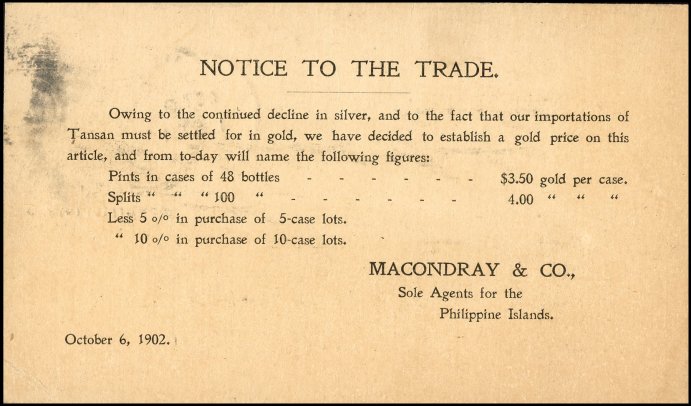 NOTICE TO THE TRADE.
Owing to the continued decline in silver, and to the fact that our importations of
Tansan must be settled for in gold, we have decided to establish a gold price on this
article, and from to-day will name the following figures:
Pints in cases of 48 bottles - - - - - - $3.50 gold per case.
Splits “ “ “ 100 “ - - - - - - - 4.00 “ “ “
Less 5 o/o in purchase of 5-case lots.
“ 10 o/o in purchase of 10-case lots.
MACONDRAY & CO.,
Sole Agents for the
Philippine Islands.
October 6, 1902.